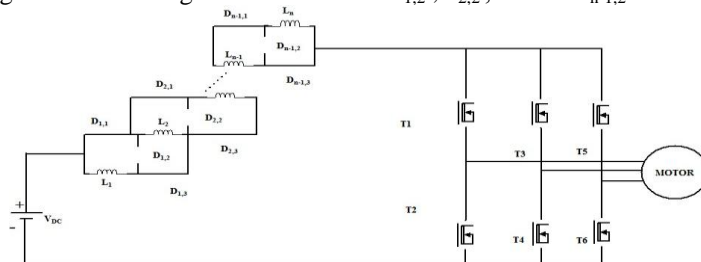 D1,1
L1
D1,2
D1,3
D2,1
L2
D2,2
D2,3
Dn-1,1
Ln
Dn-1,2
Ln-1
Dn-1,3
+
-
VDC
T1
T3
T5
T2
T4
T6
MOTOR